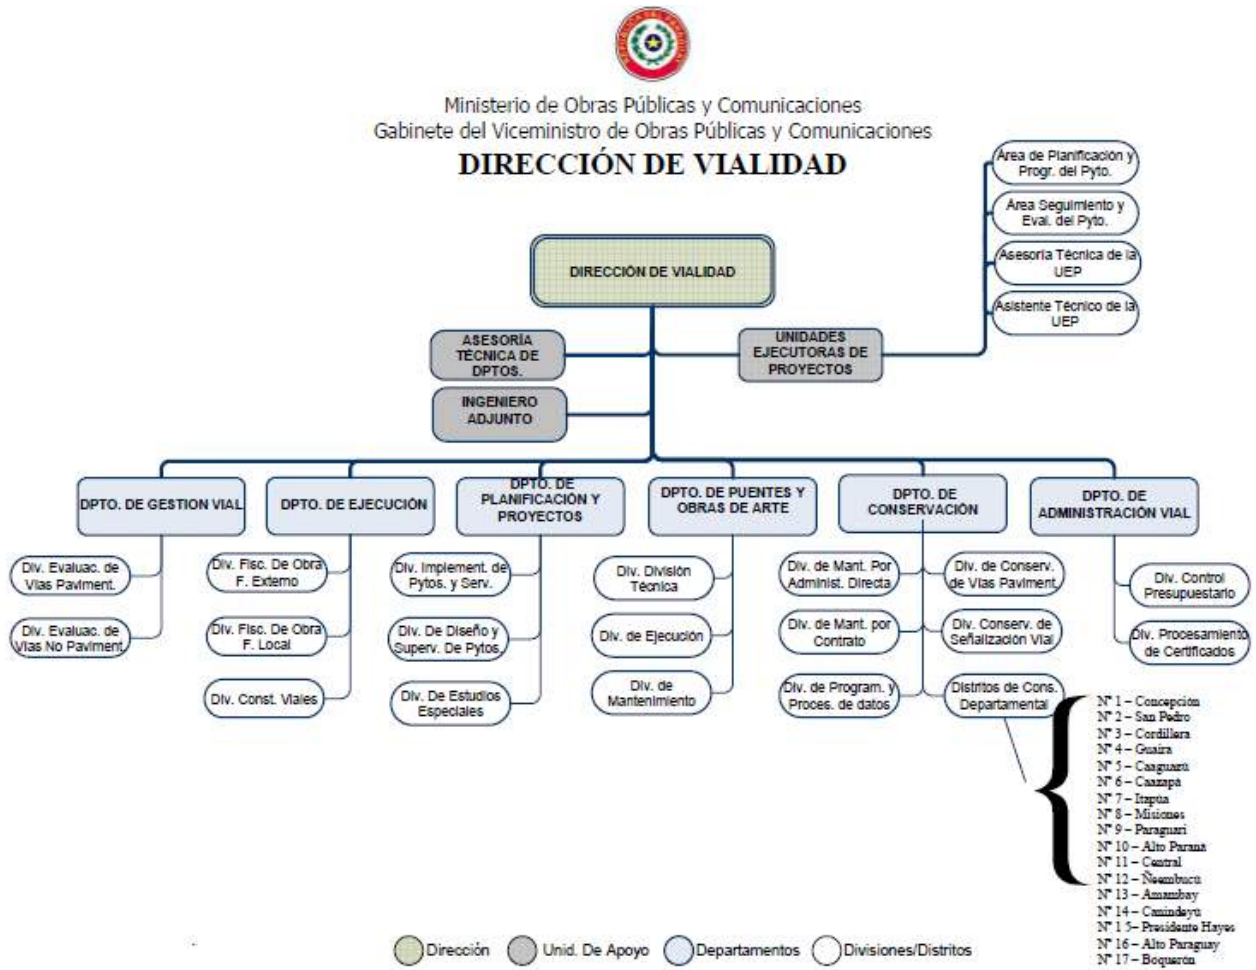 REPUBLICA DEL PARAGUAY
Ministerio de Obras Públicas y Comunicaciones
Gabinete del Viceministro de Obras Públicas y Comunicaciones
DIRECCIÓN DE VIALIDAD
Área de Planificación y
Progr. del Pyto.
Área Seguimiento y
Eval. del Pyto.
Asesoría Técnica de la
UEP
Asistente Técnico de la
UEP
DIRECCIÓN DE VIALIDAD
ASESORÍA
TÉCNICA DE
DPTOS.
UNIDADES
EJECUTORAS DE
PROYECTOS
INGENIERO
ADJUNTO
DPTO. DE GESTION VIAL
DPTO. DE EJECUCIÓN
DPTO. DE
PLANIFICACIÓN Y
PROYECTOS
DPTO. DE PUENTES Y
OBRAS DE ARTE
DPTO. DE
CONSERVACIÓN
DPTO. DE
ADMINISTRACIÓN VIAL
Div. Evaluac. de
Vías Paviment.
Div. Evaluac. de
Vías No Paviment.
Div. Fisc. De Obra
F. Externo
Div. Fisc. De Obra
F. Local
Div. Const. Viales
Div. Implement. de
Pytos. y Serv.
Div. De Diseño y
Superv. De Pytos.
Div. De Estudios
Especiales
Div. División
Técnica
Div. de Ejecución
Div. de
Mantenimiento
Div. de Mant. Por
Administ. Directa
Div. de Mant. por
Contrato
Div. de Program. y
Proces. de datos
Div. de Conserv.
de Vías Paviment.
Div. Conserv. de
Señalización Vial
Distritos de Cons.
Departamental
Div. Control
Presupuestario
Div. Procesamiento
de Certificados
N° 1 – Concepción
N° 2 – San Pedro
N° 3 – Cordillera
N° 4 – Guaira
N° 5 – Caaguazú
N° 6 – Caazapá
N° 7 – Itapúa
N° 8 – Misiones
N° 9 – Paraguari
N° 10 – Alto Paraná
N° 11 – Central
N° 12 – Ñeembucú
N° 13 – Amambay
N° 14 – Canindeyú
N° 1 5– Presidente Hayes
N° 16 – Alto Paraguay
N° 17 – Boquerón
Dirección
Unid. De Apoyo
Departamentos
Divisiones/Distritos